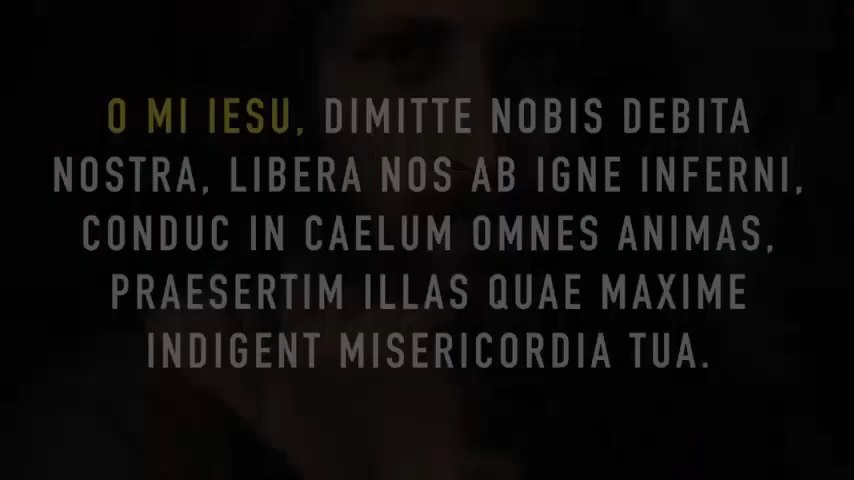 O MI IESU, DIMITTE NOBIS DEBITA
NOSTRA, LIBERA NOS AB IGNE INFERNI,
CONDUC IN CAELUM OMNES ANIMAS,
PRAESERTIM ILLAS QUAE MAXIME
INDIGENT MISERICORDIA TUA.